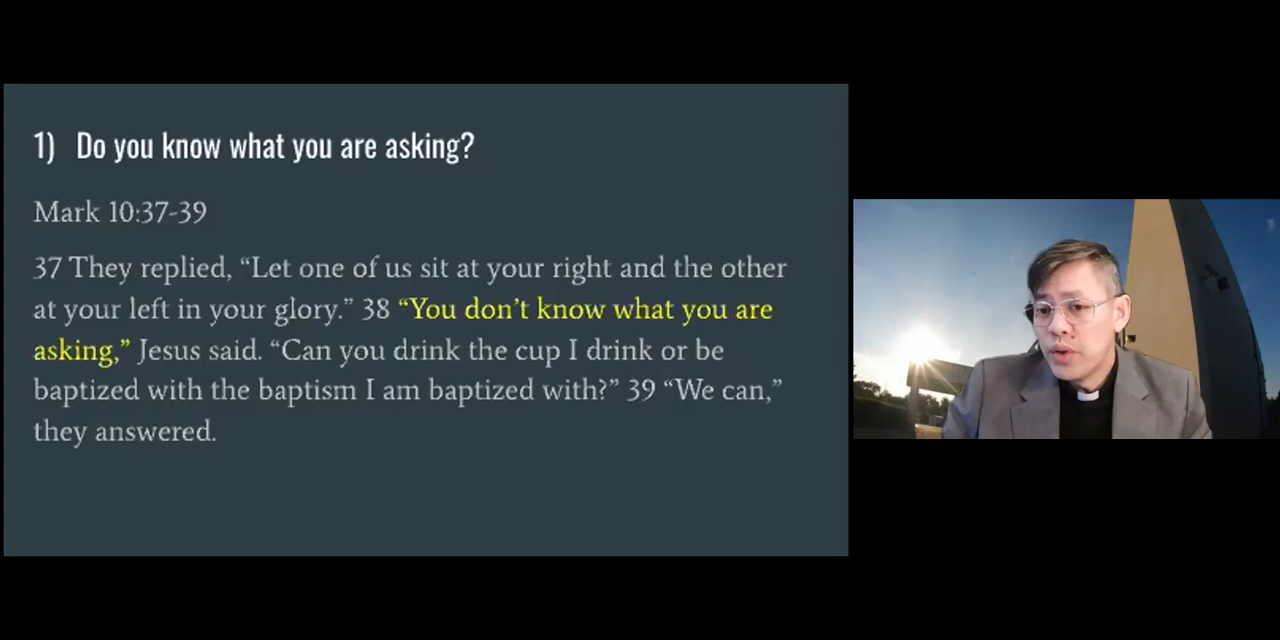 1) Do you know what you are asking?
Mark 10:37-39
37 They replied, “Let one of us sit at your right and the other
at your left in your glory.” 38 “You don’t know what you are
asking,” Jesus said. “Can you drink the cup I drink or be
baptized with the baptism I am baptized with?” 39 “We can,”
they answered.